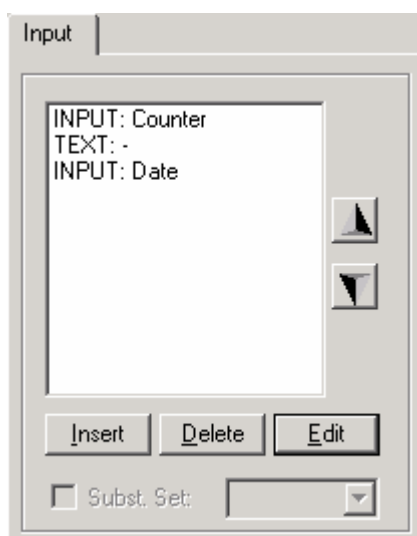 Input
INPUT: Counter
TEXT: -
INPUT: Date
Insert Delete Edit
Subst. Set: